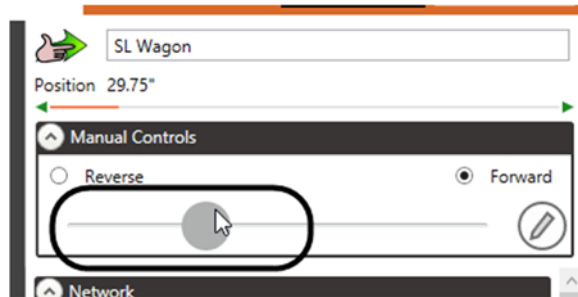 SL Wagon
Position 29.75"
Manual Controls
Reverse Forward
Network